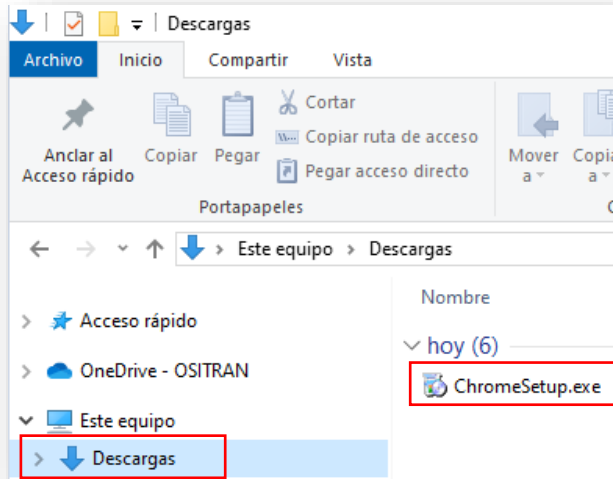 Descargas
Archivo Inicio Compartir Vista
Anclar al Acceso rápido
Copiar
Pegar
Cortar
Copiar ruta de acceso
Pegar acceso directo
Mover a
Portapapeles
Este equipo > Descargas
Nombre
Acceso rápido
hoy (6)
OneDrive - OSITRAN
ChromeSetup.exe
Este equipo
Descargas